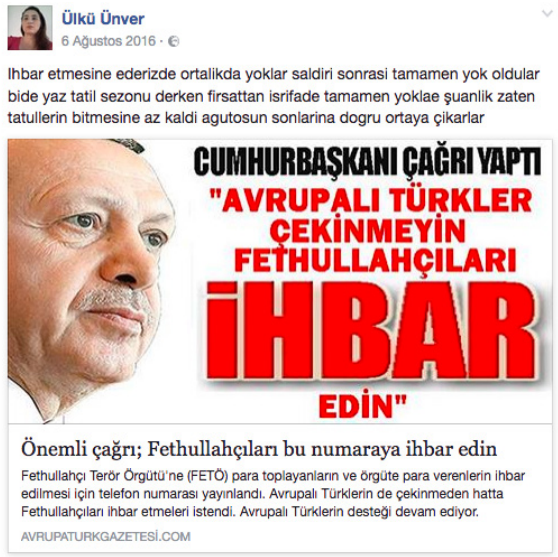 Ülkü Ünver
6 Ağustos 2016 ·
Ihbar etmesine ederizde ortalikda yoklar saldiri sonrasi tamamen yok oldular
bide yaz tatil sezonu derken firsattan isrifade tamamen yoklae şuanlik zaten
tatullerin bitmesine az kaldi agutosun sonlarina dogru ortaya çikarlar
CUMHURBAŞKANI ÇAĞRI YAPTI
"AVRUPALI TÜRKLER
ÇEKİNMEYİN
FETHULLAHÇILARI
İHBAR
EDİN"
Önemli çağrı; Fethullahçıları bu numaraya ihbar edin
Fethullahçı Terör Örgütü'ne (FETÖ) para toplayanların ve örgüte para verenlerin ihbar
edilmesi için telefon numarası yayınlandı. Avrupalı Türklerin de çekinmeden hatta
Fethullahçıları ihbar etmeleri istendi. Avrupalı Türklerin desteği devam ediyor.
AVRUPATURKGAZETESI.COM